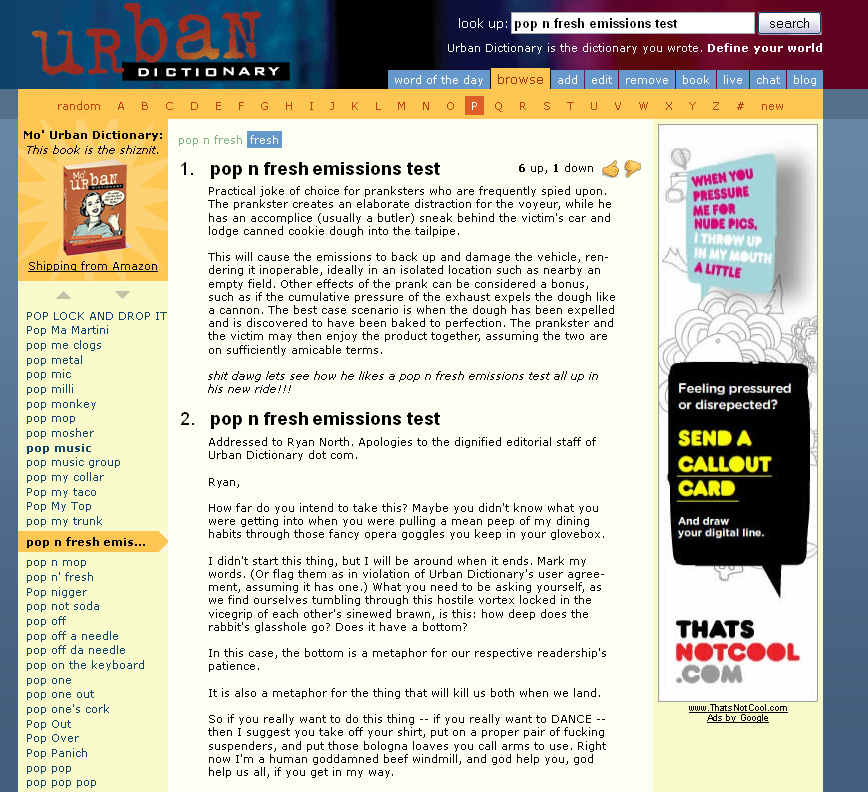 urban
DICTIONARY
look up: pop n fresh emissions test search
Urban Dictionary is the dictionary you wrote. Define your world
word of the day browse add edit remove book live chat blog
random A B C D E F G H I J K L M N O P Q R S T U V W X Y Z # new
Mo' Urban Dictionary:
This book is the shiznit.
Mo'
urban
DICTIONARY
Shipping from Amazon
POP LOCK AND DROP IT
Pop Ma Martini
pop me clogs
pop metal
pop mic
pop milli
pop monkey
pop mop
pop mosher
pop music
pop music group
pop my collar
Pop my taco
Pop My Top
pop my trunk
pop n fresh emis...
pop n mop
pop n' fresh
Pop nigger
pop not soda
pop off
pop off a needle
pop off da needle
pop on the keyboard
pop one
pop one out
pop one's cork
Pop Out
Pop Over
Pop Panich
pop pop
pop pop pop
pop n fresh fresh
1. pop n fresh emissions test 6 up, 1 down
Practical joke of choice for pranksters who are frequently spied upon.
The prankster creates an elaborate distraction for the voyeur, while he
has an accomplice (usually a butler) sneak behind the victim's car and
lodge canned cookie dough into the tailpipe.
This will cause the emissions to back up and damage the vehicle, ren-
dering it inoperable, ideally in an isolated location such as nearby an
empty field. Other effects of the prank can be considered a bonus,
such as if the cumulative pressure of the exhaust expels the dough like
a cannon. The best case scenario is when the dough has been expelled
and is discovered to have been baked to perfection. The prankster and
the victim may then enjoy the product together, assuming the two are
on sufficiently amicable terms.
shit dawg lets see how he likes a pop n fresh emissions test all up in
his new ride!!!
2. pop n fresh emissions test
Addressed to Ryan North. Apologies to the dignified editorial staff of
Urban Dictionary dot com.
Ryan,
How far do you intend to take this? Maybe you didn't know what you
were getting into when you were pulling a mean peep of my dining
habits through those fancy opera goggles you keep in your glovebox.
I didn't start this thing, but I will be around when it ends. Mark my
words. (Or flag them as in violation of Urban Dictionary's user agree-
ment, assuming it has one.) What you need to be asking yourself, as
we find ourselves tumbling through this hostile vortex locked in the
vicegrip of each other's sinewed brawn, is this: how deep does the
rabbit's glasshole go? Does it have a bottom?
In this case, the bottom is a metaphor for our respective readership's
patience.
It is also a metaphor for the thing that will kill us both when we land.
So if you really want to do this thing -- if you really want to DANCE --
then I suggest you take off your shirt, put on a proper pair of fucking
suspenders, and put those bologna loaves you call arms to use. Right
now I'm a human goddamned beef windmill, and god help you, god
help us all, if you get in my way.
WHEN YOU
PRESSURE
ME FOR
NUDE PICS,
I THROW UP
IN MY MOUTH
A LITTLE
Feeling pressured
or disrepected?
SEND A
CALLOUT
CARD
And draw
your digital line.
THATS
NOTCOOL
.COM
www.ThatsNotCool.com
Ads by Google